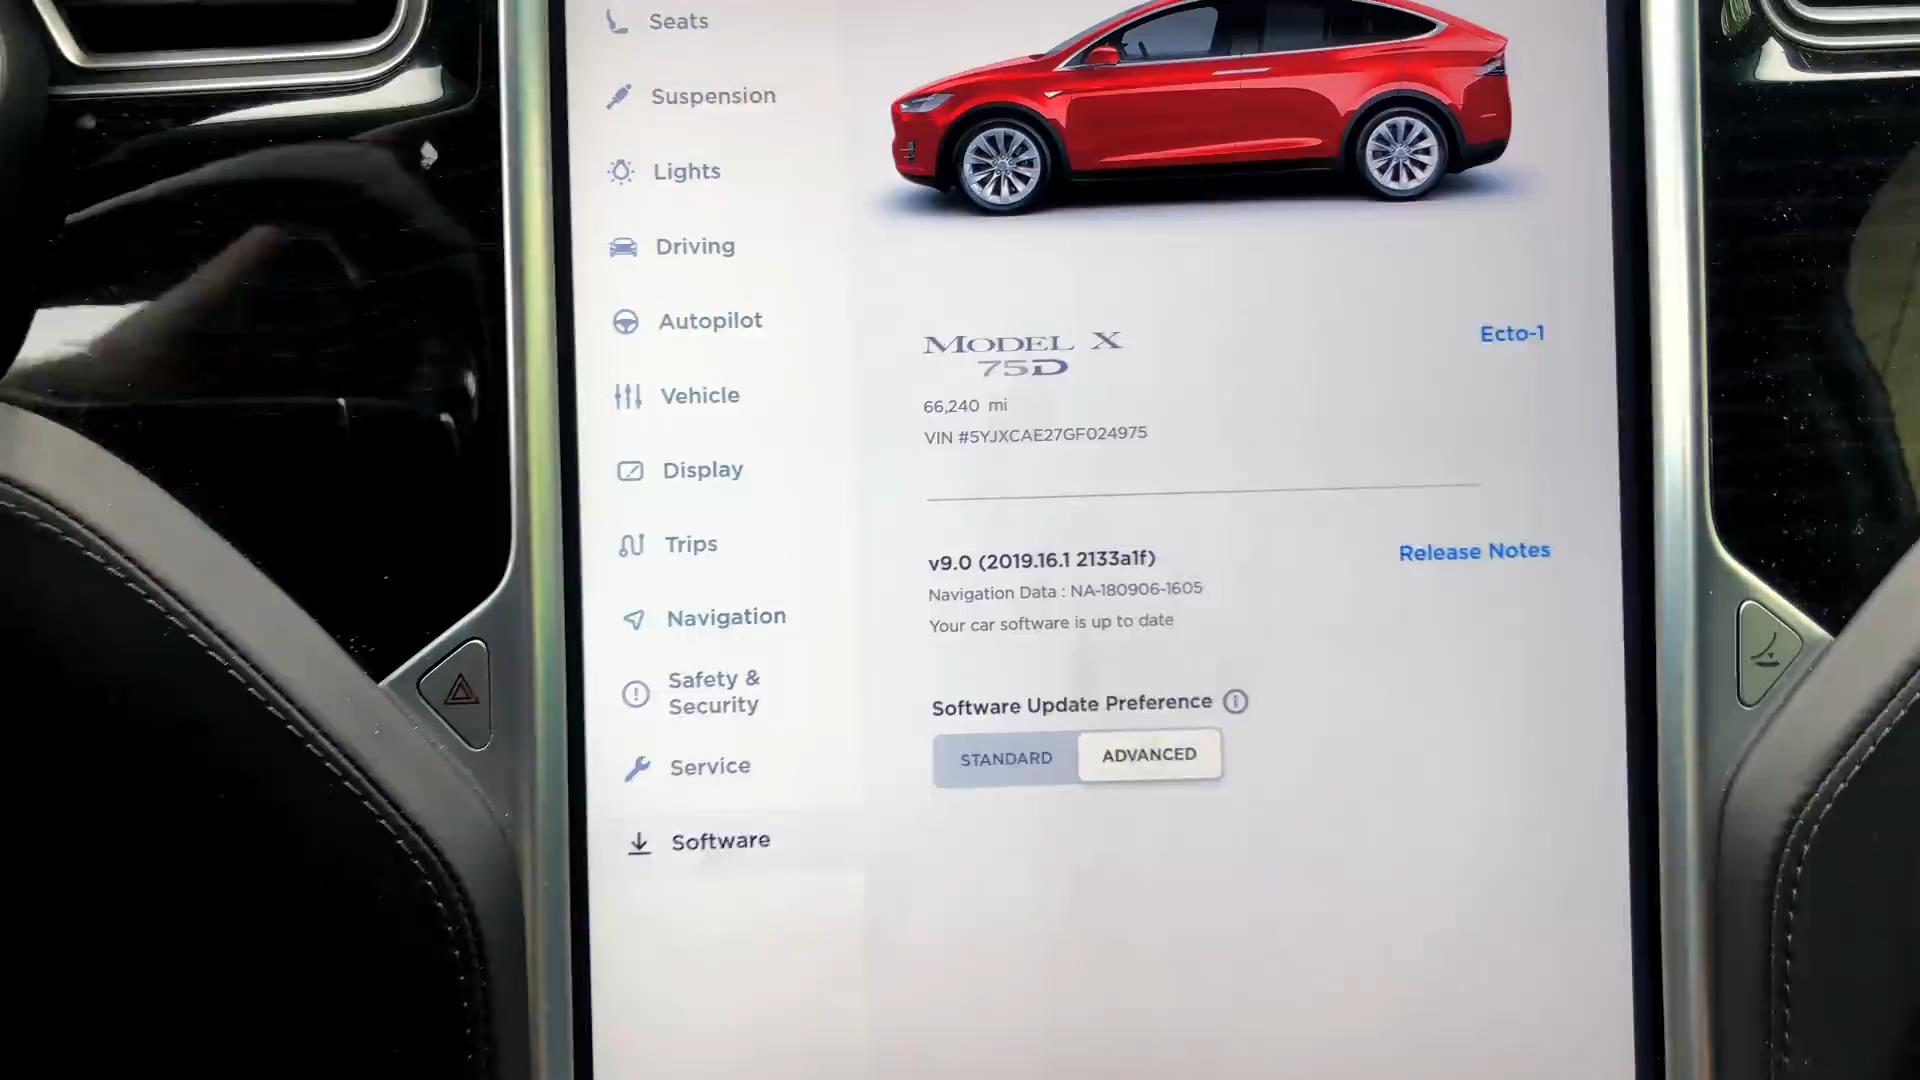 Seats
Suspension
Lights
Driving
Autopilot
Vehicle
Display
Trips
Navigation
Safety &
Security
Service
Software
MODEL X
75D
Ecto-1
66,240 mi
VIN #5YJXCAE27GF024975
v9.0 (2019.16.1 2133a1f)
Release Notes
Navigation Data : NA-180906-1605
Your car software is up to date
Software Update Preference
STANDARD
ADVANCED